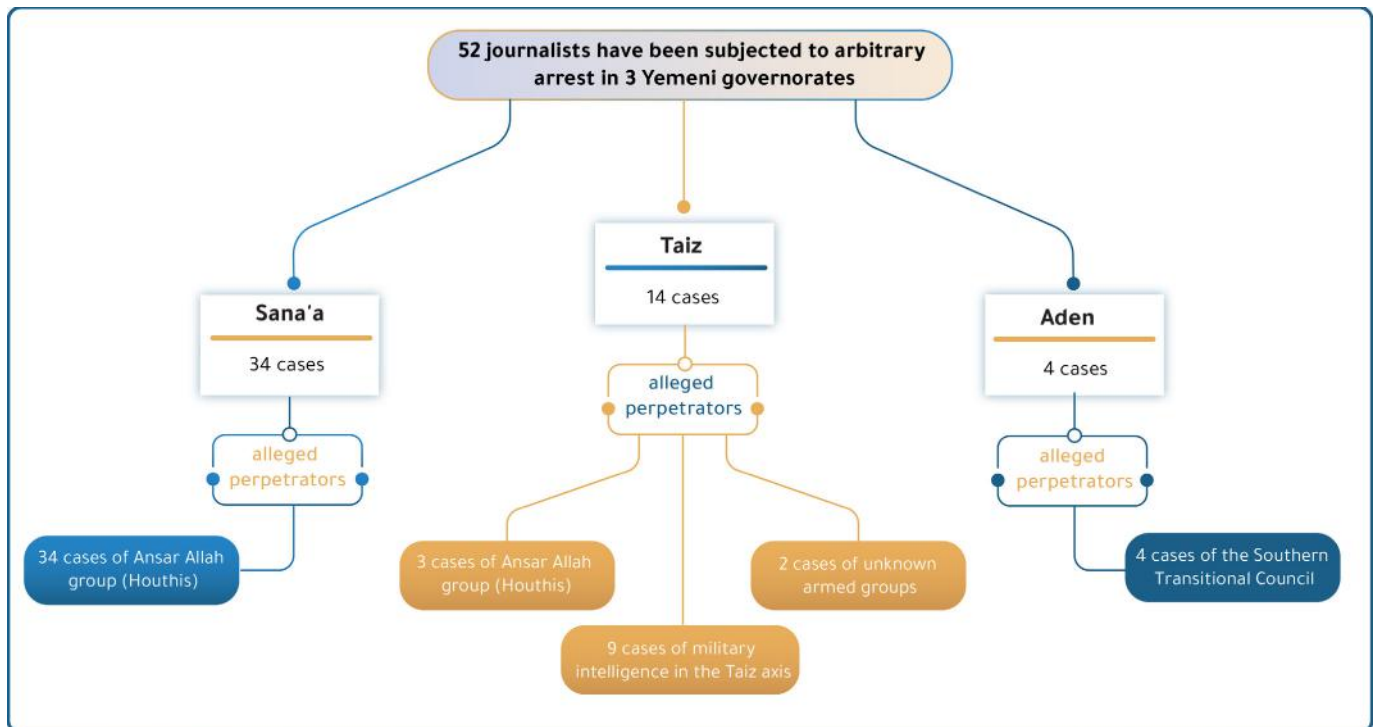 52 journalists have been subjected to arbitrary
arrest in 3 Yemeni governorates
Sana'a
34 cases
alleged
perpetrators
34 cases of Ansar Allah
group (Houthis)
Taiz
14 cases
alleged
perpetrators
3 cases of Ansar Allah
group (Houthis)
9 cases of military
intelligence in the Taiz axis
2 cases of unknown
armed groups
Aden
4 cases
alleged
perpetrators
4 cases of the Southern
Transitional Council